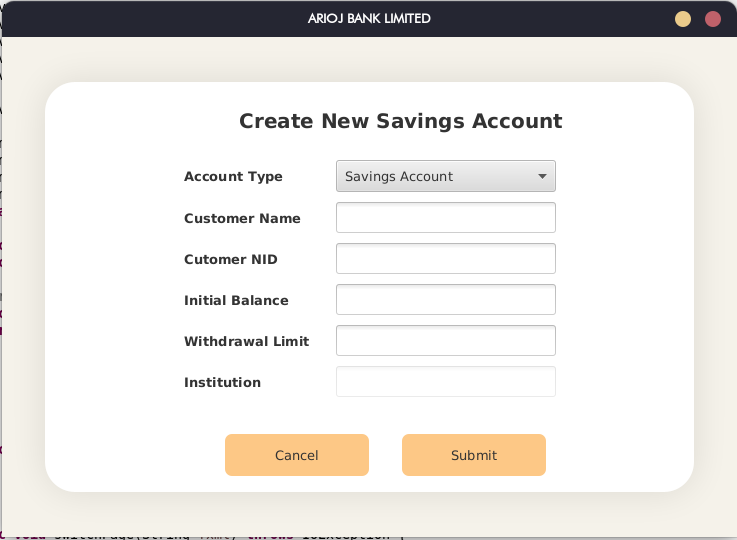 ARIOJ BANK LIMITED
Create New Savings Account
Account Type
Savings Account
Customer Name
Cutomer NID
Initial Balance
Withdrawal Limit
Institution
Cancel Submit